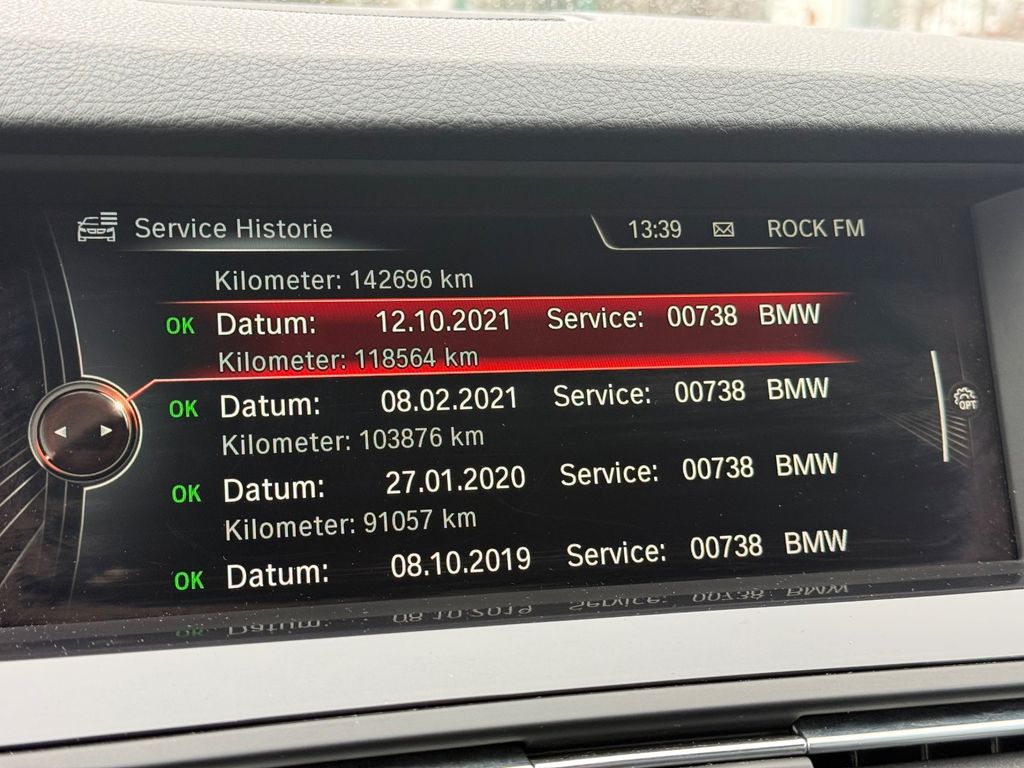 Service Historie 13:39 ROCK FM
Kilometer: 142696 km
OK Datum: 12.10.2021 Service: 00738 BMW
Kilometer: 118564 km
OK Datum: 08.02.2021 Service: 00738 BMW
Kilometer: 103876 km
OPT
OK Datum: 27.01.2020 Service: 00738 BMW
Kilometer: 91057 km
OK Datum: 08.10.2019 Service: 00738 BMW